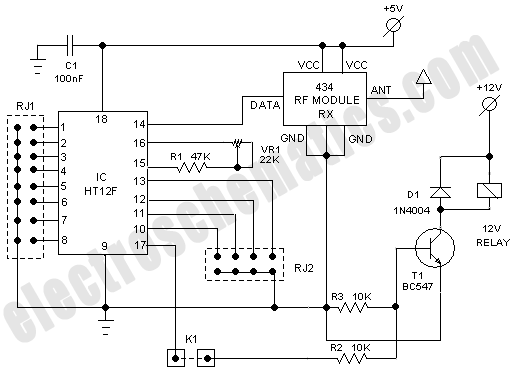 +5V
C1
100nF
VCC
VCC
434
RF MODULE
RX
DATA
ANT
GND
GND
+12V
RJ1
18
14
16
15
13
12
11
10
17
9
1
2
3
4
5
6
7
8
IC
HT12F
R1 47K
VR1
22K
D1
1N4004
12V
RELAY
T1
BC547
RJ2
R3 10K
K1
R2 10K
electroschematics.com